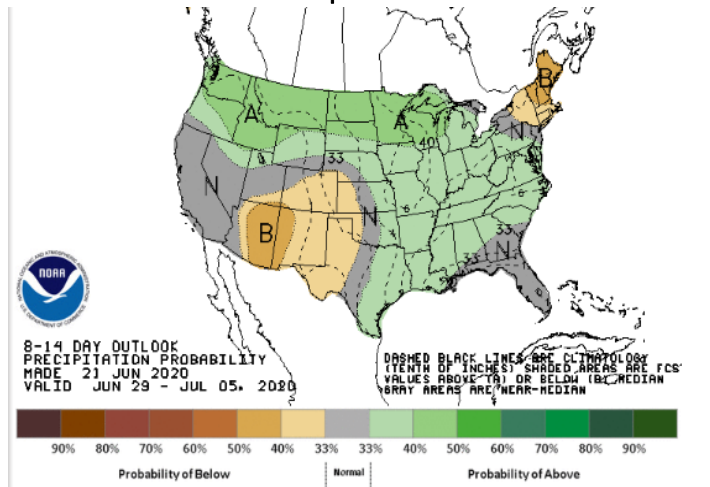 B
A
A
N
40
33
N
N
B
33
N
33
NOAA
8-14 DAY OUTLOOK
PRECIPITATION PROBABILITY
MADE 21 JUN 2020
VALID JUN 29 - JUL 05, 2020
DASHED BLACK LINES ARE CLIMATOLOGY
(TENTH OF INCHES) SHADED AREAS ARE FCST
VALUES ABOVE (A) OR BELOW (B) MEDIAN
GRAY AREAS ARE NEAR-MEDIAN
90% 80% 70% 60% 50% 40% 33% 33% 40% 50% 60% 70% 80% 90%
Probability of Below Normal Probability of Above